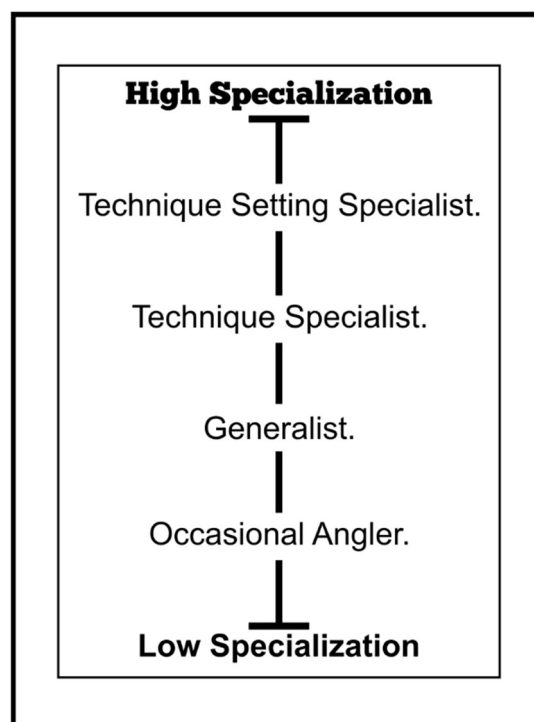 High Specialization
Technique Setting Specialist.
Technique Specialist.
Generalist.
Occasional Angler.
Low Specialization